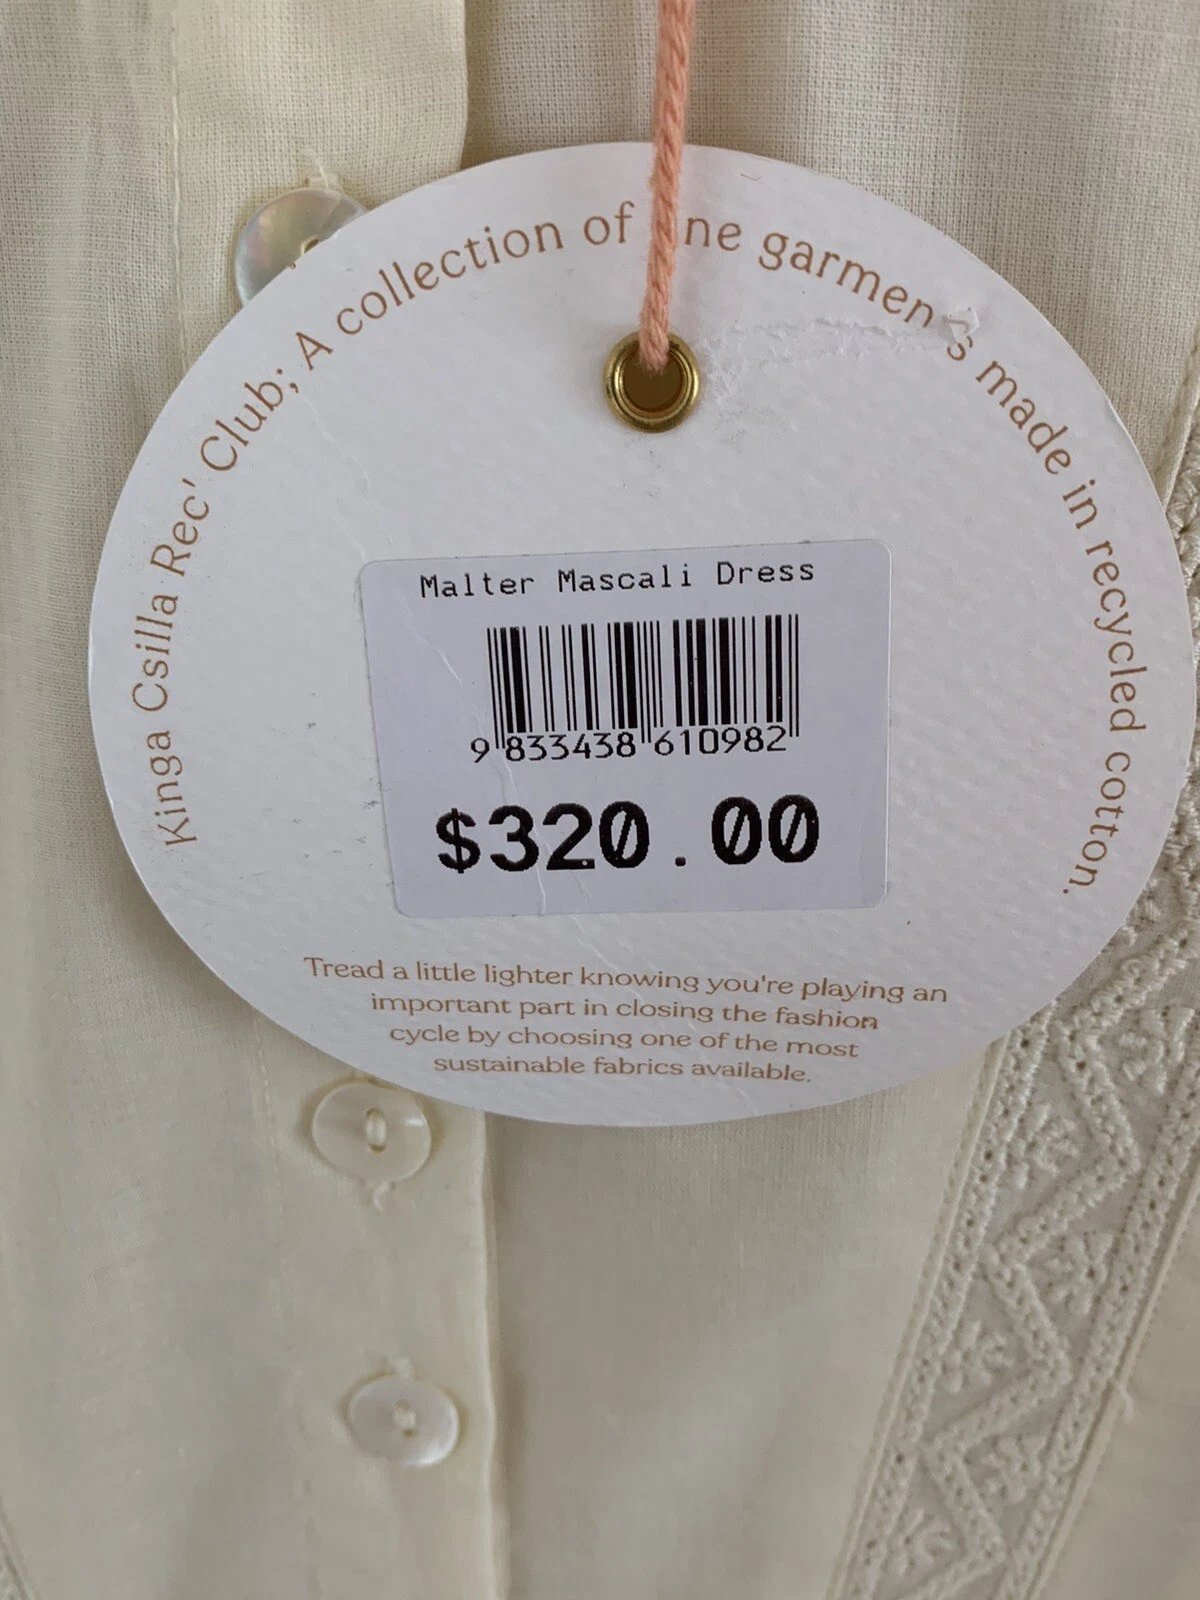 Kinga Csilla Rec' Club; A collection of ne garmen s made in recycled cotton.
Malter Mascali Dress
9 833438 610982
$320.00
Tread a little lighter knowing you're playing an
important part in closing the fashion
cycle by choosing one of the most
sustainable fabrics available.